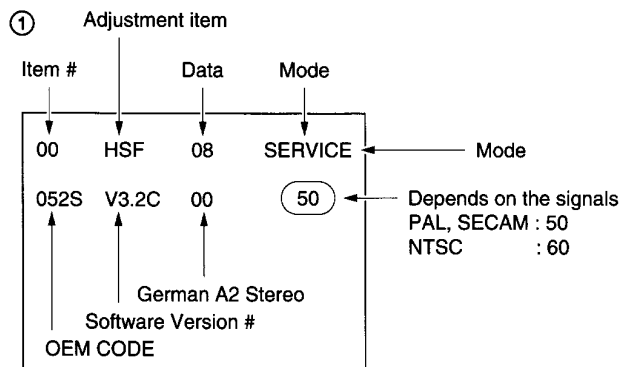 ① Adjustment item
Item # Data Mode
00 HSF 08 SERVICE Mode
052S V3.2C 00 50 Depends on the signals
PAL, SECAM : 50
NTSC : 60
German A2 Stereo
Software Version #
OEM CODE